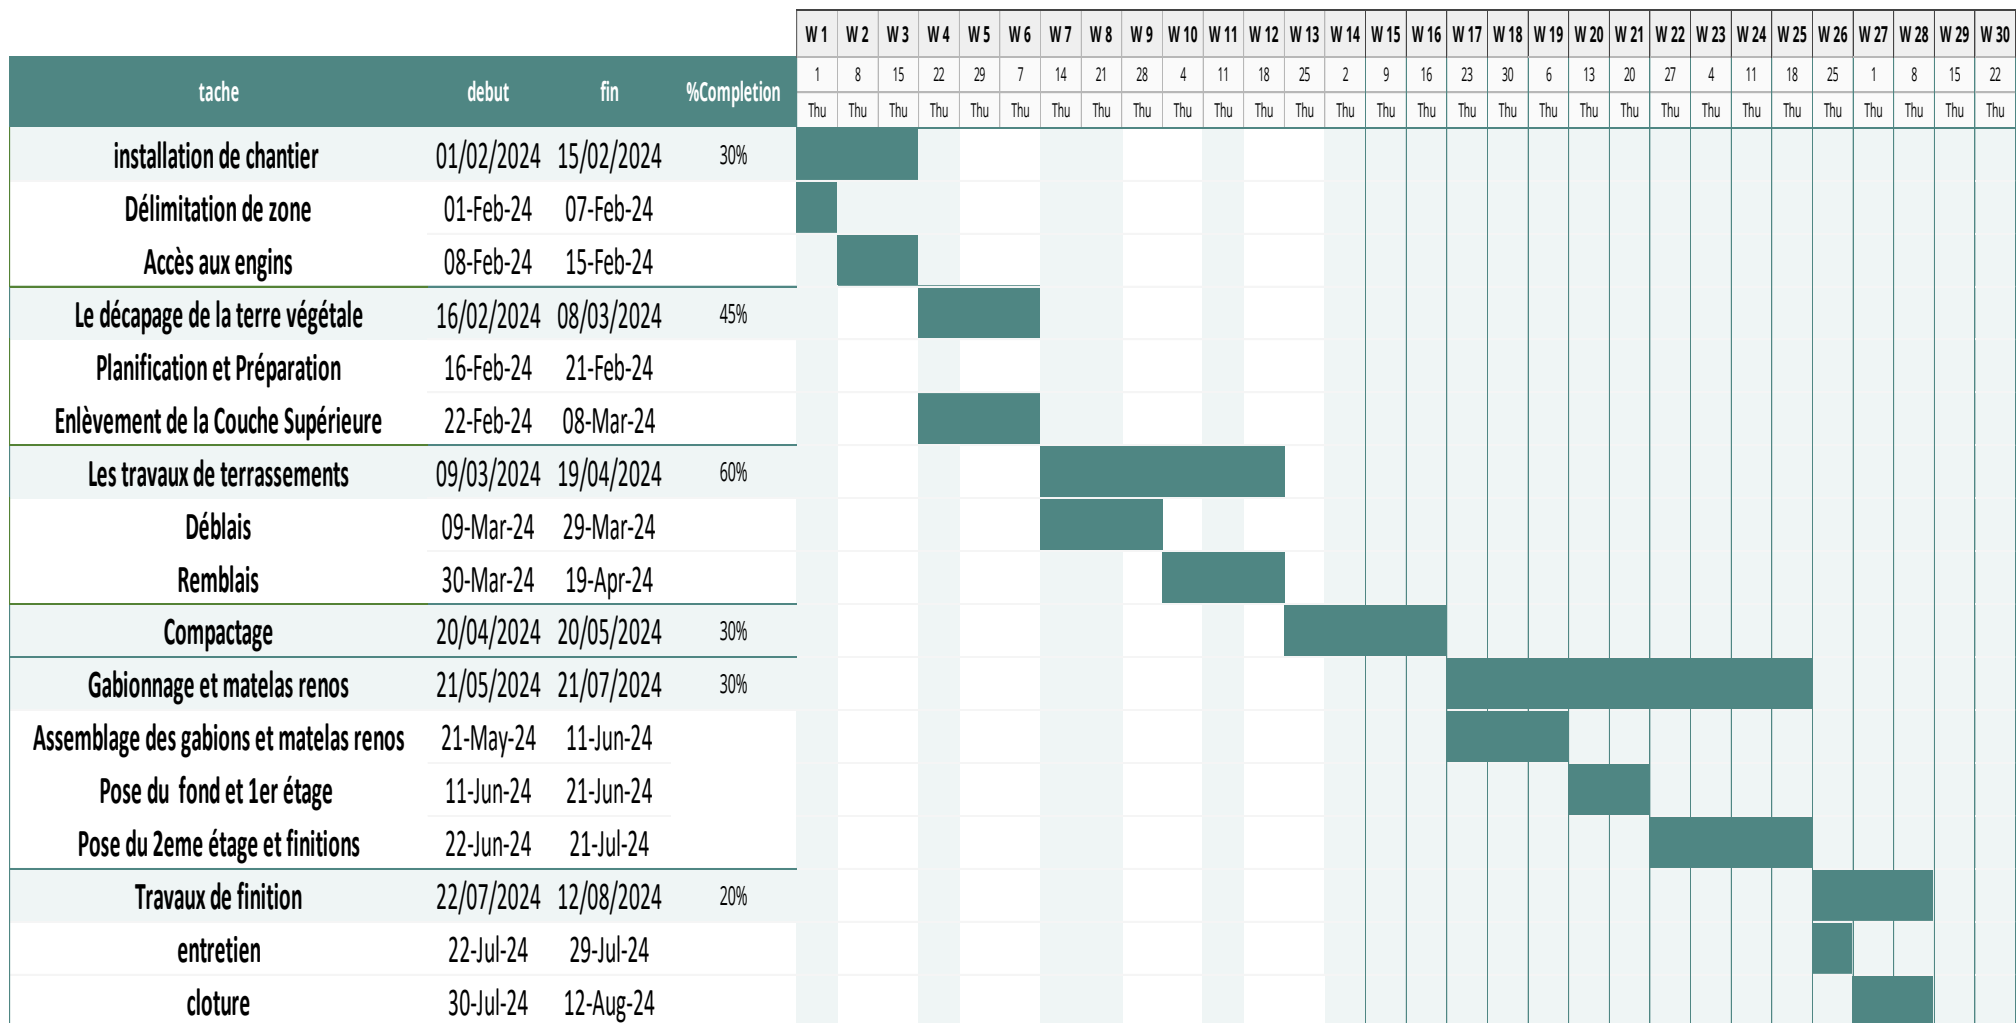 W 1 W 2 W 3 W 4 W 5 W 6 W 7 W 8 W 9 W 10 W 11 W 12 W 13 W 14 W 15 W 16 W 17 W 18 W 19 W 20 W 21 W 22 W 23 W 24 W 25 W 26 W 27 W 28 W 29 W 30
1 8 15 22 29 7 14 21 28 4 11 18 25 2 9 16 23 30 6 13 20 27 4 11 18 25 1 8 15 22
tache debut fin %Completion
Thu Thu Thu Thu Thu Thu Thu Thu Thu Thu Thu Thu Thu Thu Thu Thu Thu Thu Thu Thu Thu Thu Thu Thu Thu Thu Thu Thu Thu Thu
installation de chantier 01/02/2024 15/02/2024 30%
Délimitation de zone 01-Feb-24 07-Feb-24
Accès aux engins 08-Feb-24 15-Feb-24
Le décapage de la terre végétale 16/02/2024 08/03/2024 45%
Planification et Préparation 16-Feb-24 21-Feb-24
Enlèvement de la Couche Supérieure 22-Feb-24 08-Mar-24
Les travaux de terrassements 09/03/2024 19/04/2024 60%
Déblais 09-Mar-24 29-Mar-24
Remblais 30-Mar-24 19-Apr-24
Compactage 20/04/2024 20/05/2024 30%
Gabionnage et matelas renos 21/05/2024 21/07/2024 30%
Assemblage des gabions et matelas renos 21-May-24 11-Jun-24
Pose du fond et 1er étage 11-Jun-24 21-Jun-24
Pose du 2eme étage et finitions 22-Jun-24 21-Jul-24
Travaux de finition 22/07/2024 12/08/2024 20%
entretien 22-Jul-24 29-Jul-24
cloture 30-Jul-24 12-Aug-24